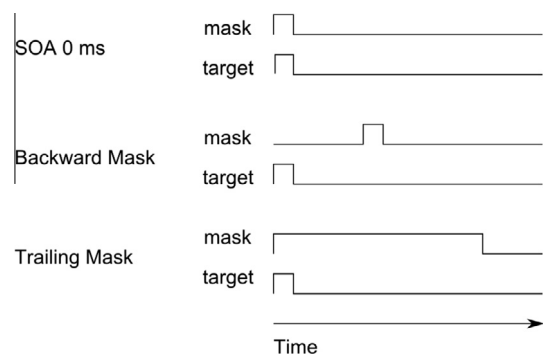 mask
SOA 0 ms
target
mask
Backward Mask
target
mask
Trailing Mask
target
Time